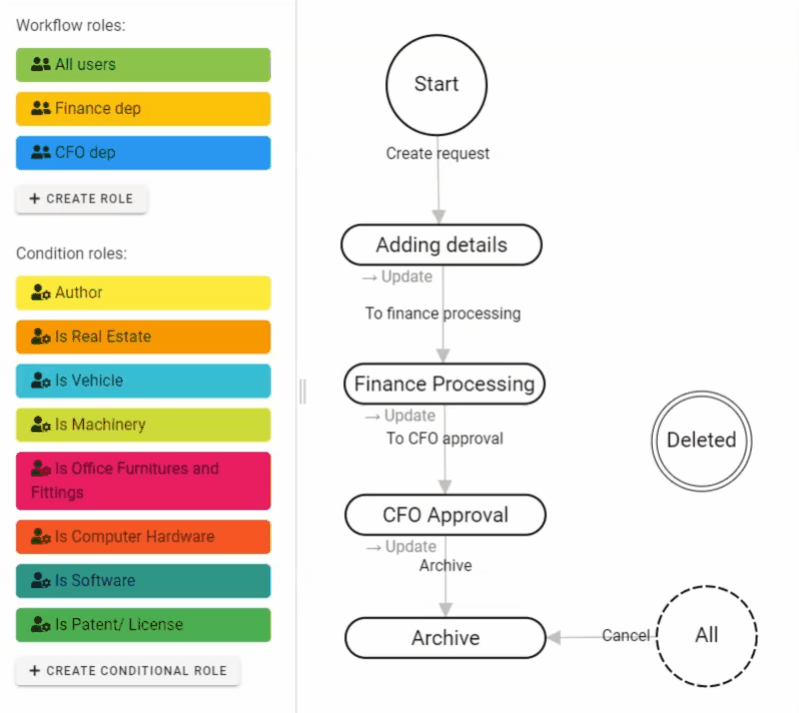 Workflow roles:
All users
Finance dep
CFO dep
+ CREATE ROLE
Condition roles:
Author
Is Real Estate
Is Vehicle
Is Machinery
Is Office Furnitures and
Fittings
Is Computer Hardware
Is Software
Is Patent/ License
+ CREATE CONDITIONAL ROLE
Start
Create request
Adding details
→ Update
To finance processing
Finance Processing
→ Update
To CFO approval
Deleted
CFO Approval
→ Update
Archive
Archive
Cancel
All